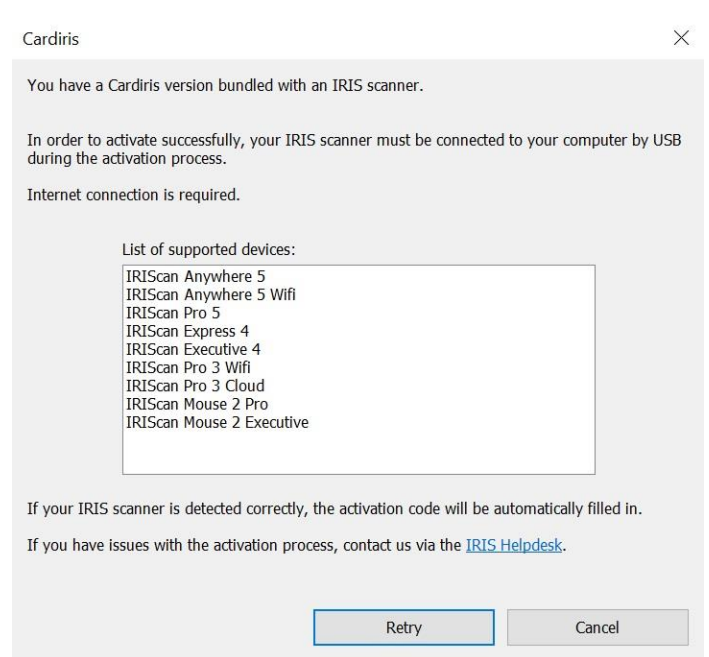 Cardiris
You have a Cardiris version bundled with an IRIS scanner.
In order to activate successfully, your IRIS scanner must be connected to your computer by USB
during the activation process.
Internet connection is required.
List of supported devices:
IRIScan Anywhere 5
IRIScan Anywhere 5 Wifi
IRIScan Pro 5
IRIScan Express 4
IRIScan Executive 4
IRIScan Pro 3 Wifi
IRIScan Pro 3 Cloud
IRIScan Mouse 2 Pro
IRIScan Mouse 2 Executive
If your IRIS scanner is detected correctly, the activation code will be automatically filled in.
If you have issues with the activation process, contact us via the IRIS Helpdesk.
Retry
Cancel